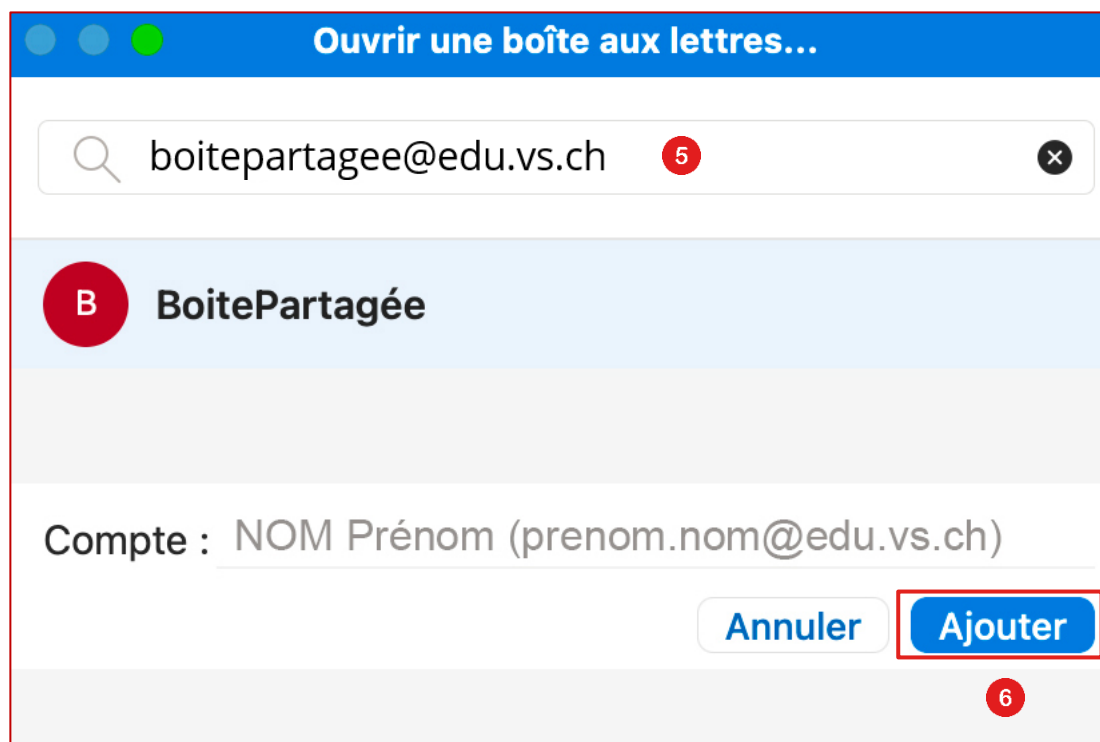 Ouvrir une boîte aux lettres...
boitepartagee@edu.vs.ch 5
B BoitePartagée
Compte : NOM Prénom (prenom.nom@edu.vs.ch)
Annuler Ajouter
6